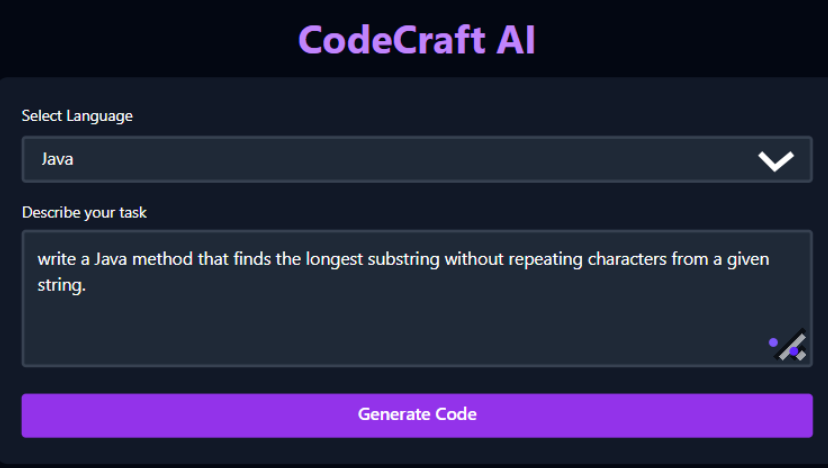 CodeCraft AI
Select Language
Java
Describe your task
write a Java method that finds the longest substring without repeating characters from a given
string.
Generate Code